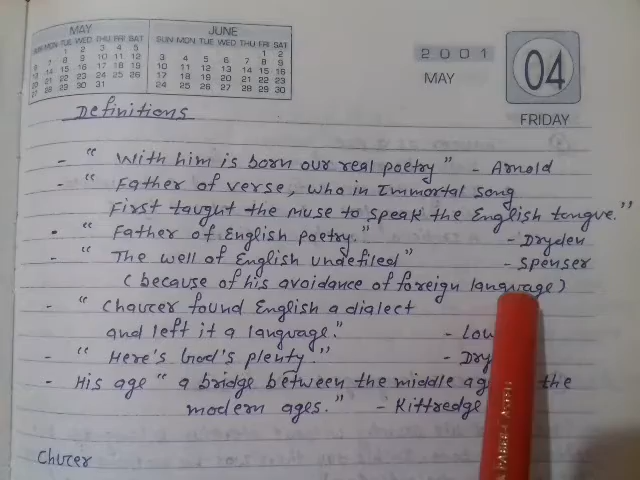 MAY JUNE
SUN MON TUE WED THU FRI SAT SUN MON TUE WED THU FRI SAT
1 2 3 4 5 1 2
6 7 8 9 10 11 12 3 4 5 6 7 8 9
13 14 15 16 17 18 19 10 11 12 13 14 15 16
20 21 22 23 24 25 26 17 18 19 20 21 22 23
27 28 29 30 31 24 25 26 27 28 29 30
2001
MAY
04
FRIDAY
Definitions
- "With him is born our real poetry" - Arnold
- "Father of verse, who in Immortal song
First taught the muse to speak the English tongue."
- "Father of English poetry." - Dryden
- "The well of English undefiled" - Spenser
(because of his avoidance of foreign language)
- "Chaucer found English a dialect
and left it a language." - Low
- "Here's God's plenty." - Dry
- His age "a bridge between the middle ag the
modern ages." - Kittredge
Chucer